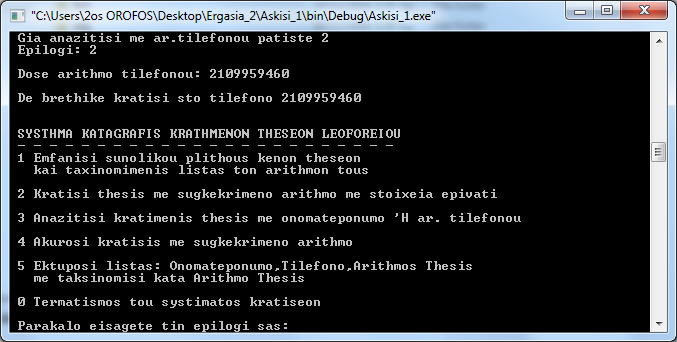 "C:\Users\2os OROFOS\Desktop\Ergasia_2\Askisi_1\bin\Debug\Askisi_1.exe"
Gia anazitisi me ar.tilefonou patiste 2
Epilogi: 2
Dose arithmo tilefonou: 2109959460
De brethike kratisi sto tilefono 2109959460
SYSTHMA KATAGRAFIS KRATHMENON THESEON LEOFOREIOU
- - - - - - - - - - - - - - - - - - - - - - - -
1 Emfanisi sunolikou plithous kenon theseon
kai taxinomimenis listas ton arithmon tous
2 Kratisi thesis me sugkekrimeno arithmo me stoixeia epivati
3 Anazitisi kratimenis thesis me onomateponumo 'H ar. tilefonou
4 Akurosi kratisis me sugkekrimeno arithmo
5 Ektuposi listas: Onomateponumo,Tilefono,Arithmos Thesis
me taksinomisi kata Arithmo Thesis
0 Termatismos tou systimatos kratiseon
Parakalo eisagete tin epilogi sas: